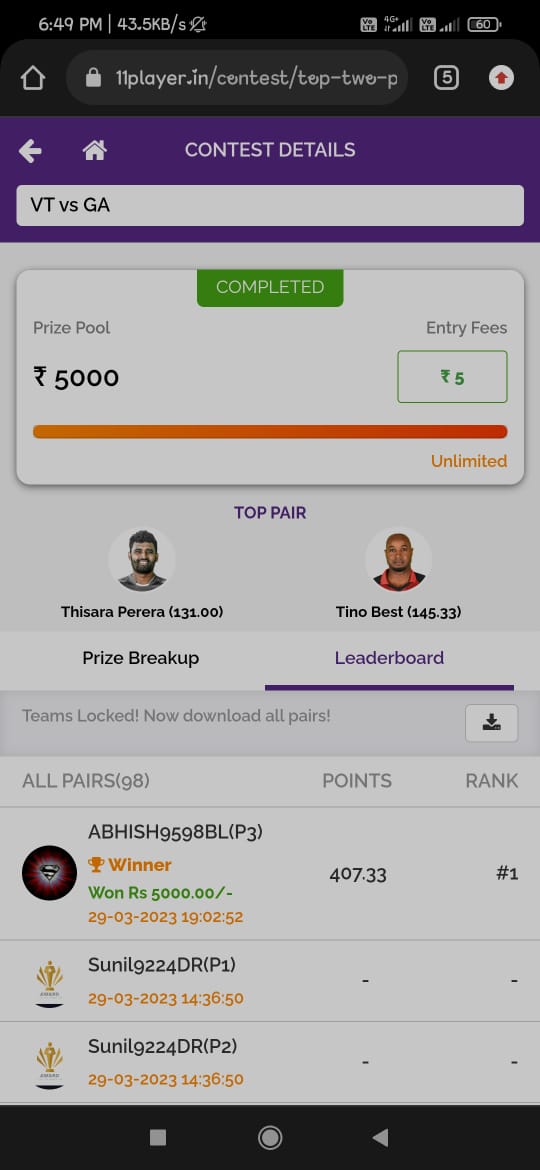 6:49 PM | 43.5KB/s
4G+
60
11player.in/contest/top-two-p
5
CONTEST DETAILS
VT vs GA
COMPLETED
Prize Pool
Entry Fees
₹ 5000
₹ 5
Unlimited
TOP PAIR
Thisara Perera (131.00)
Tino Best (145.33)
Prize Breakup
Leaderboard
Teams Locked! Now download all pairs!
ALL PAIRS(98)
POINTS
RANK
ABHISH9598BL(P3)
Winner
Won Rs 5000.00/-
29-03-2023 19:02:52
407.33
#1
Sunil9224DR(P1)
29-03-2023 14:36:50
-
-
Sunil9224DR(P2)
29-03-2023 14:36:50
-
-